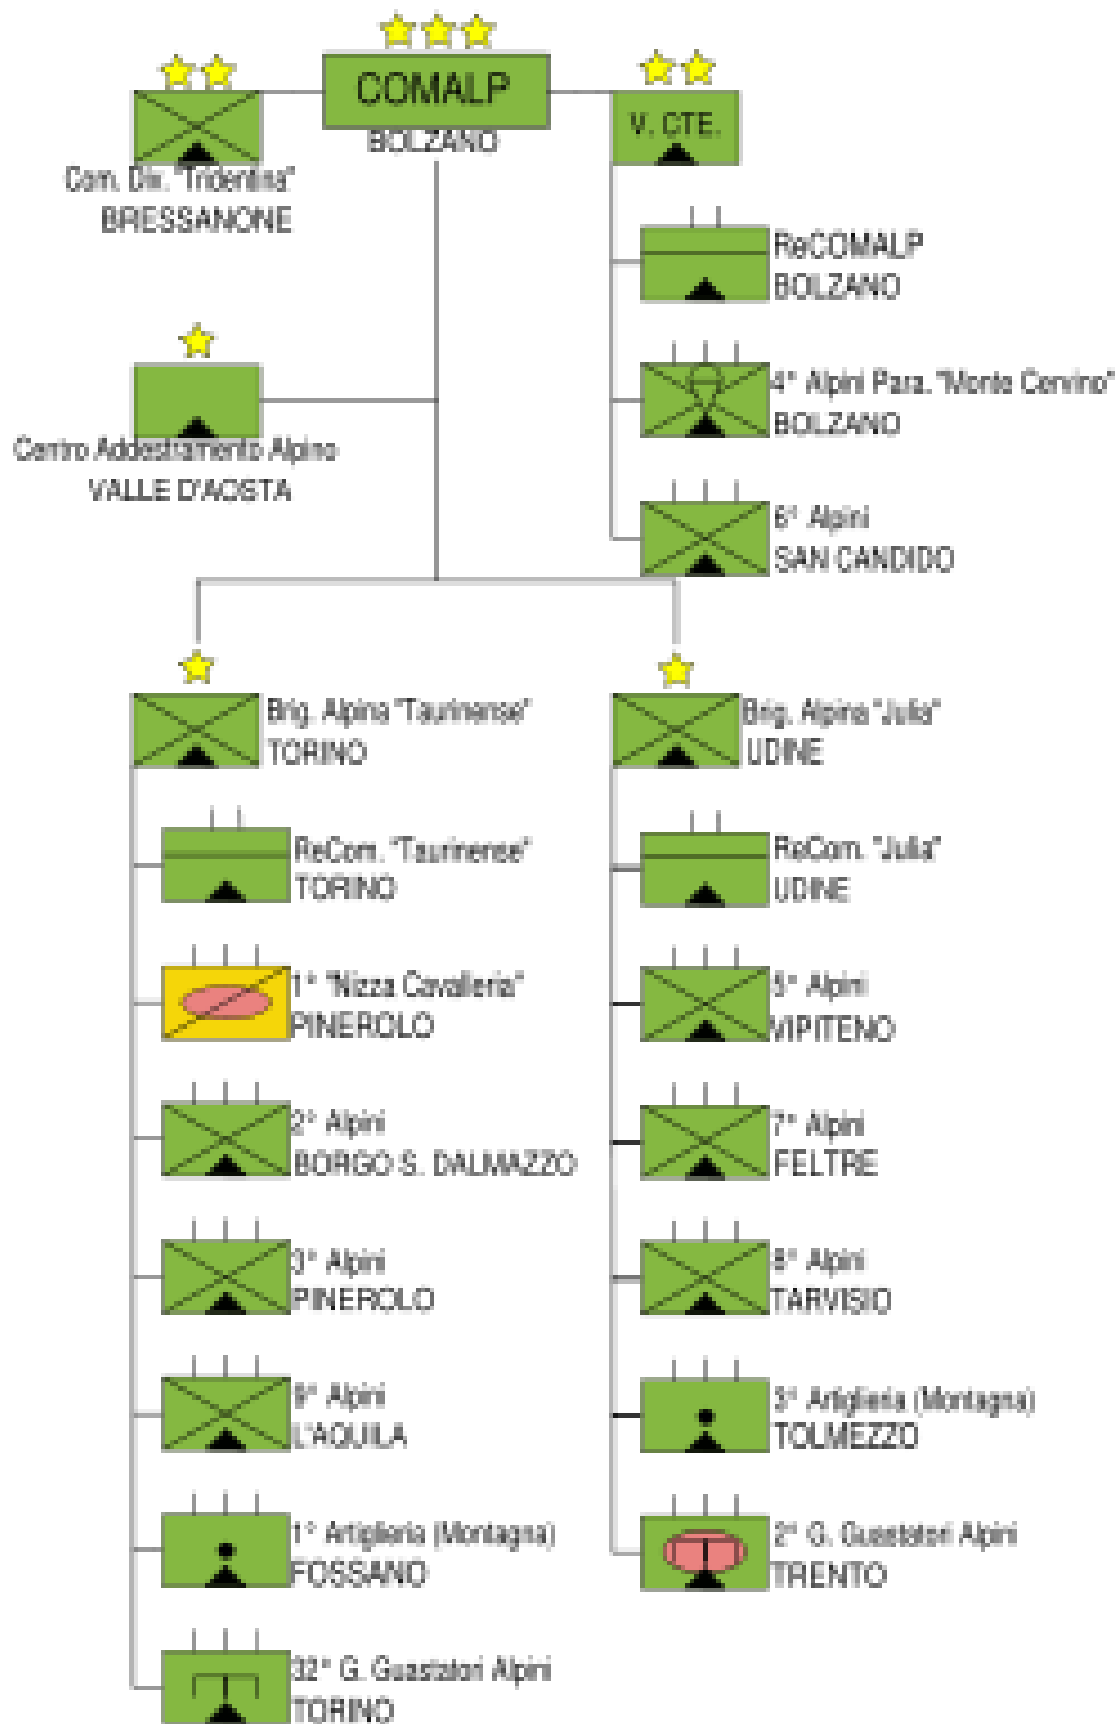 COMALP
BOLZANO
Com. Div. "Tridentina"
BRESSANONE
V. CTE.
ReCOMALP
BOLZANO
4° Alpini Para. "Monte Cervino"
BOLZANO
6° Alpini
SAN CANDIDO
Centro Addestramento Alpino
VALLE D'AOSTA
Brig. Alpina "Taurinense"
TORINO
ReCom. "Taurinense"
TORINO
1° "Nizza Cavalleria"
PINEROLO
2° Alpini
BORGO S. DALMAZZO
3° Alpini
PINEROLO
9° Alpini
L'AQUILA
1° Artiglieria (Montagna)
FOSSANO
32° G. Guastatori Alpini
TORINO
Brig. Alpina "Julia"
UDINE
ReCom. "Julia"
UDINE
5° Alpini
VIPITENO
7° Alpini
FELTRE
8° Alpini
TARVISIO
3° Artiglieria (Montagna)
TOLMEZZO
2° G. Guastatori Alpini
TRENTO